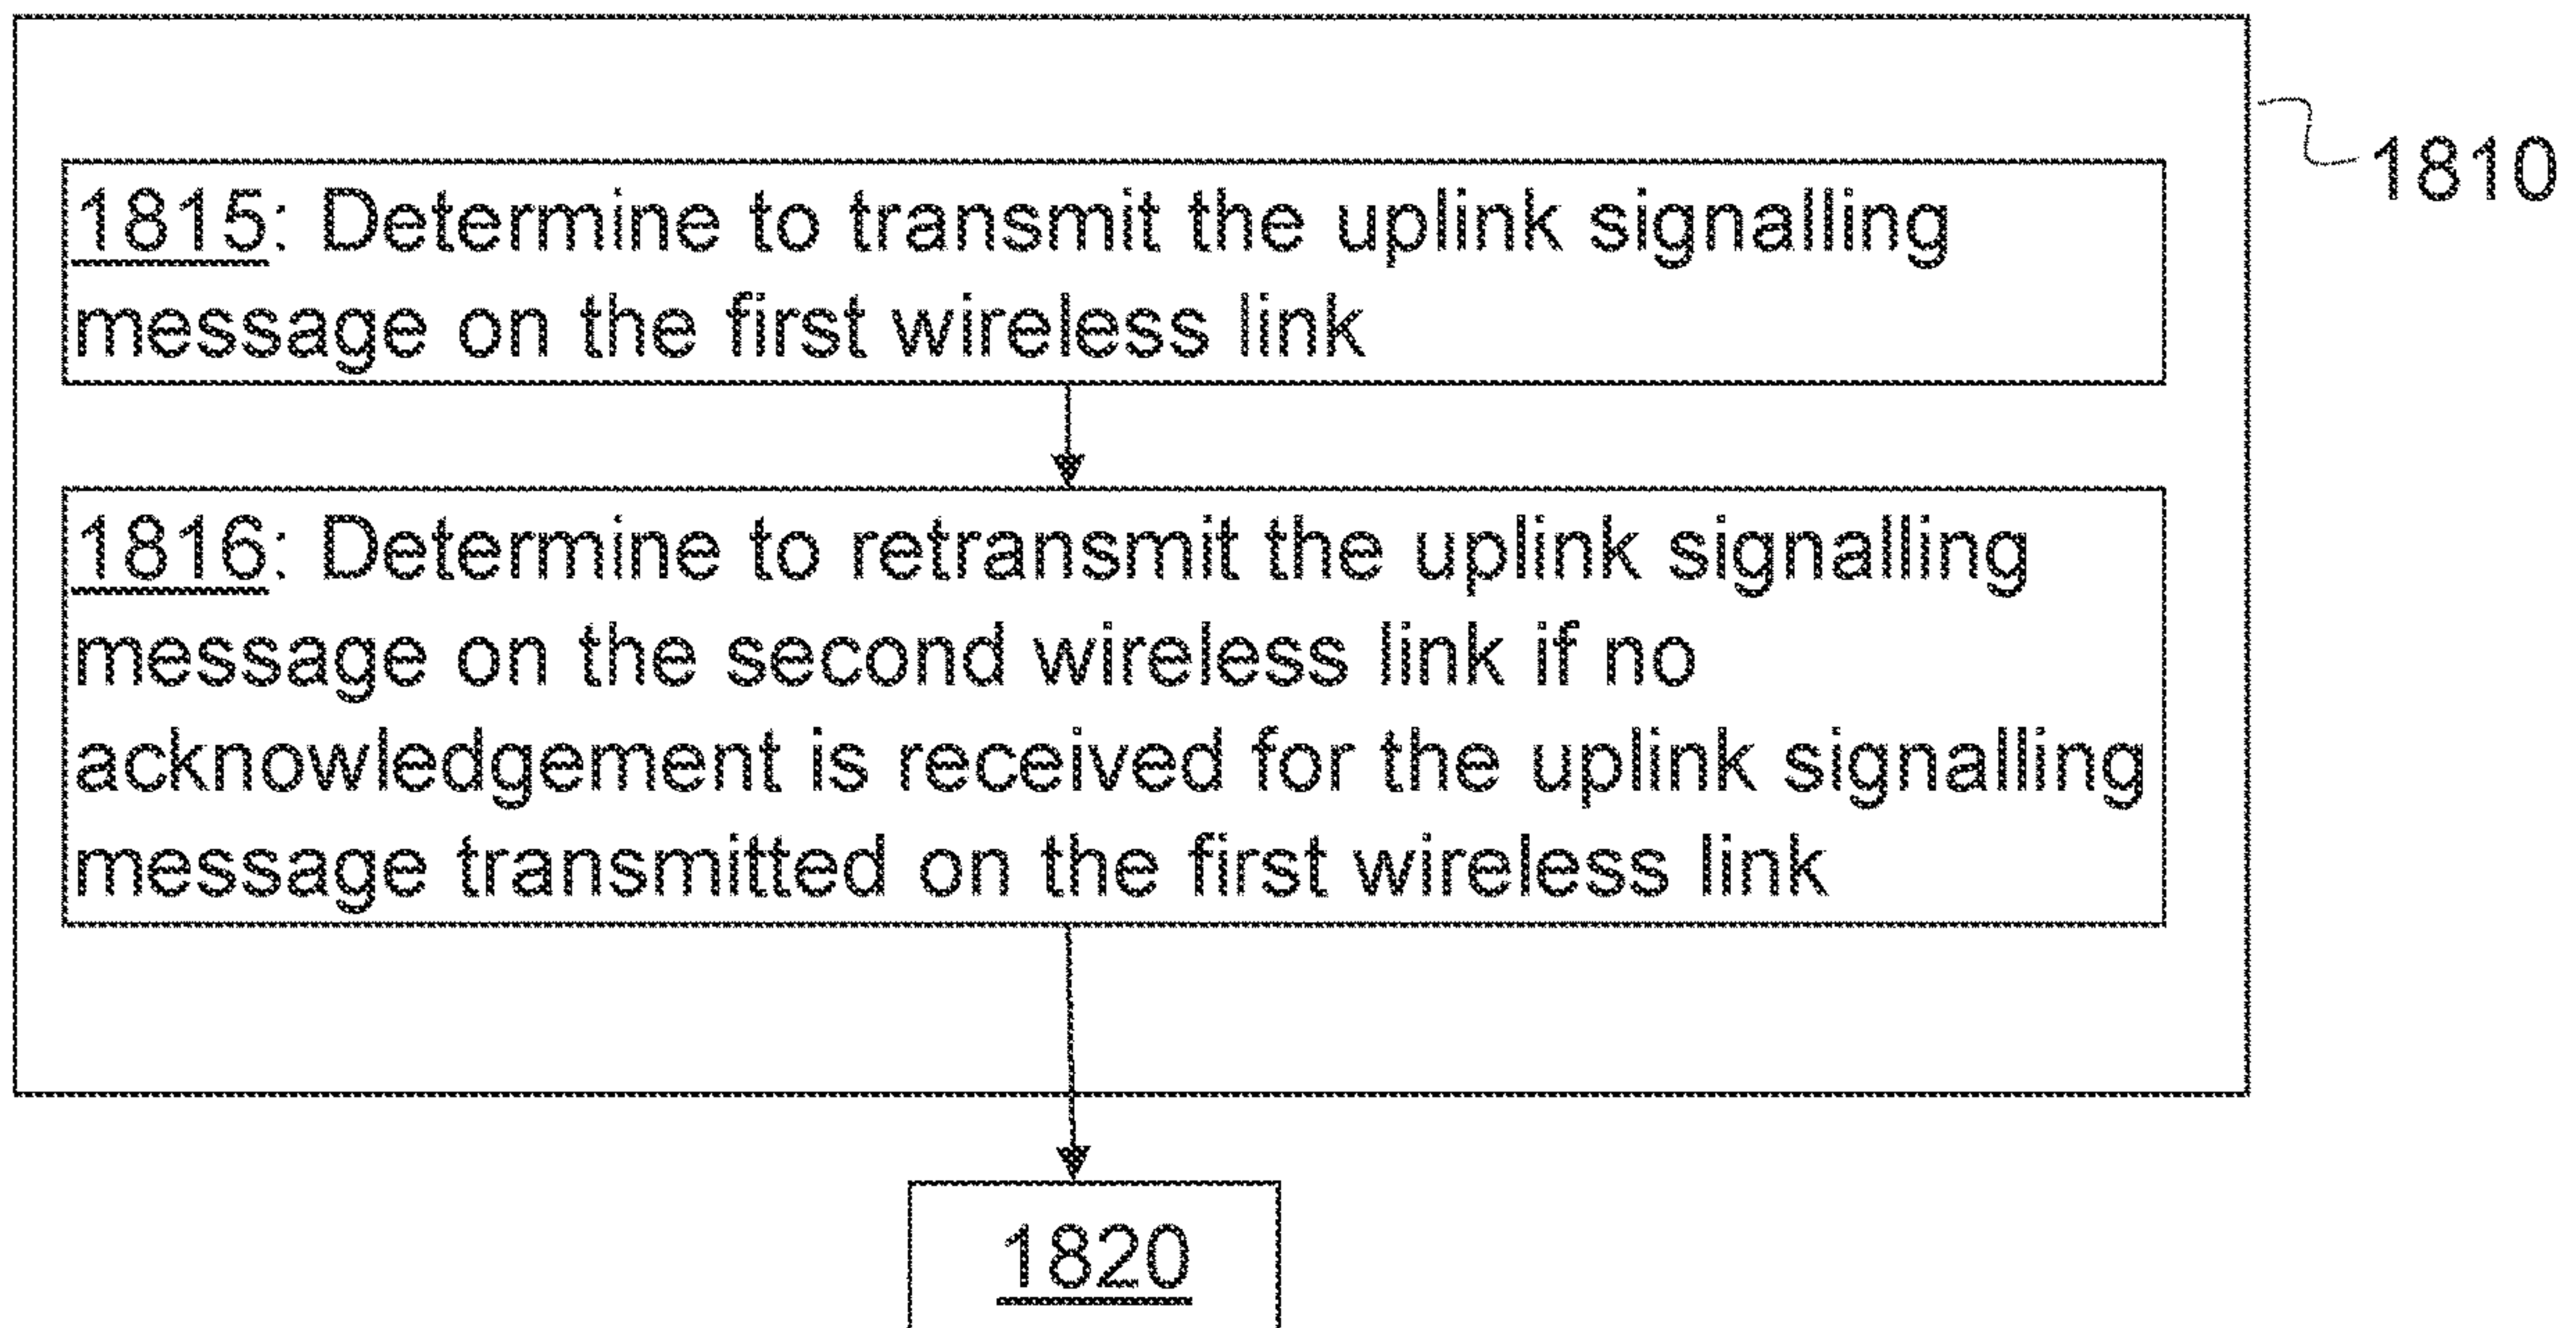 1810
1815: Determine to transmit the uplink signalling
message on the first wireless link
1816: Determine to retransmit the uplink signalling
message on the second wireless link if no
acknowledgement is received for the uplink signalling
message transmitted on the first wireless link
1820